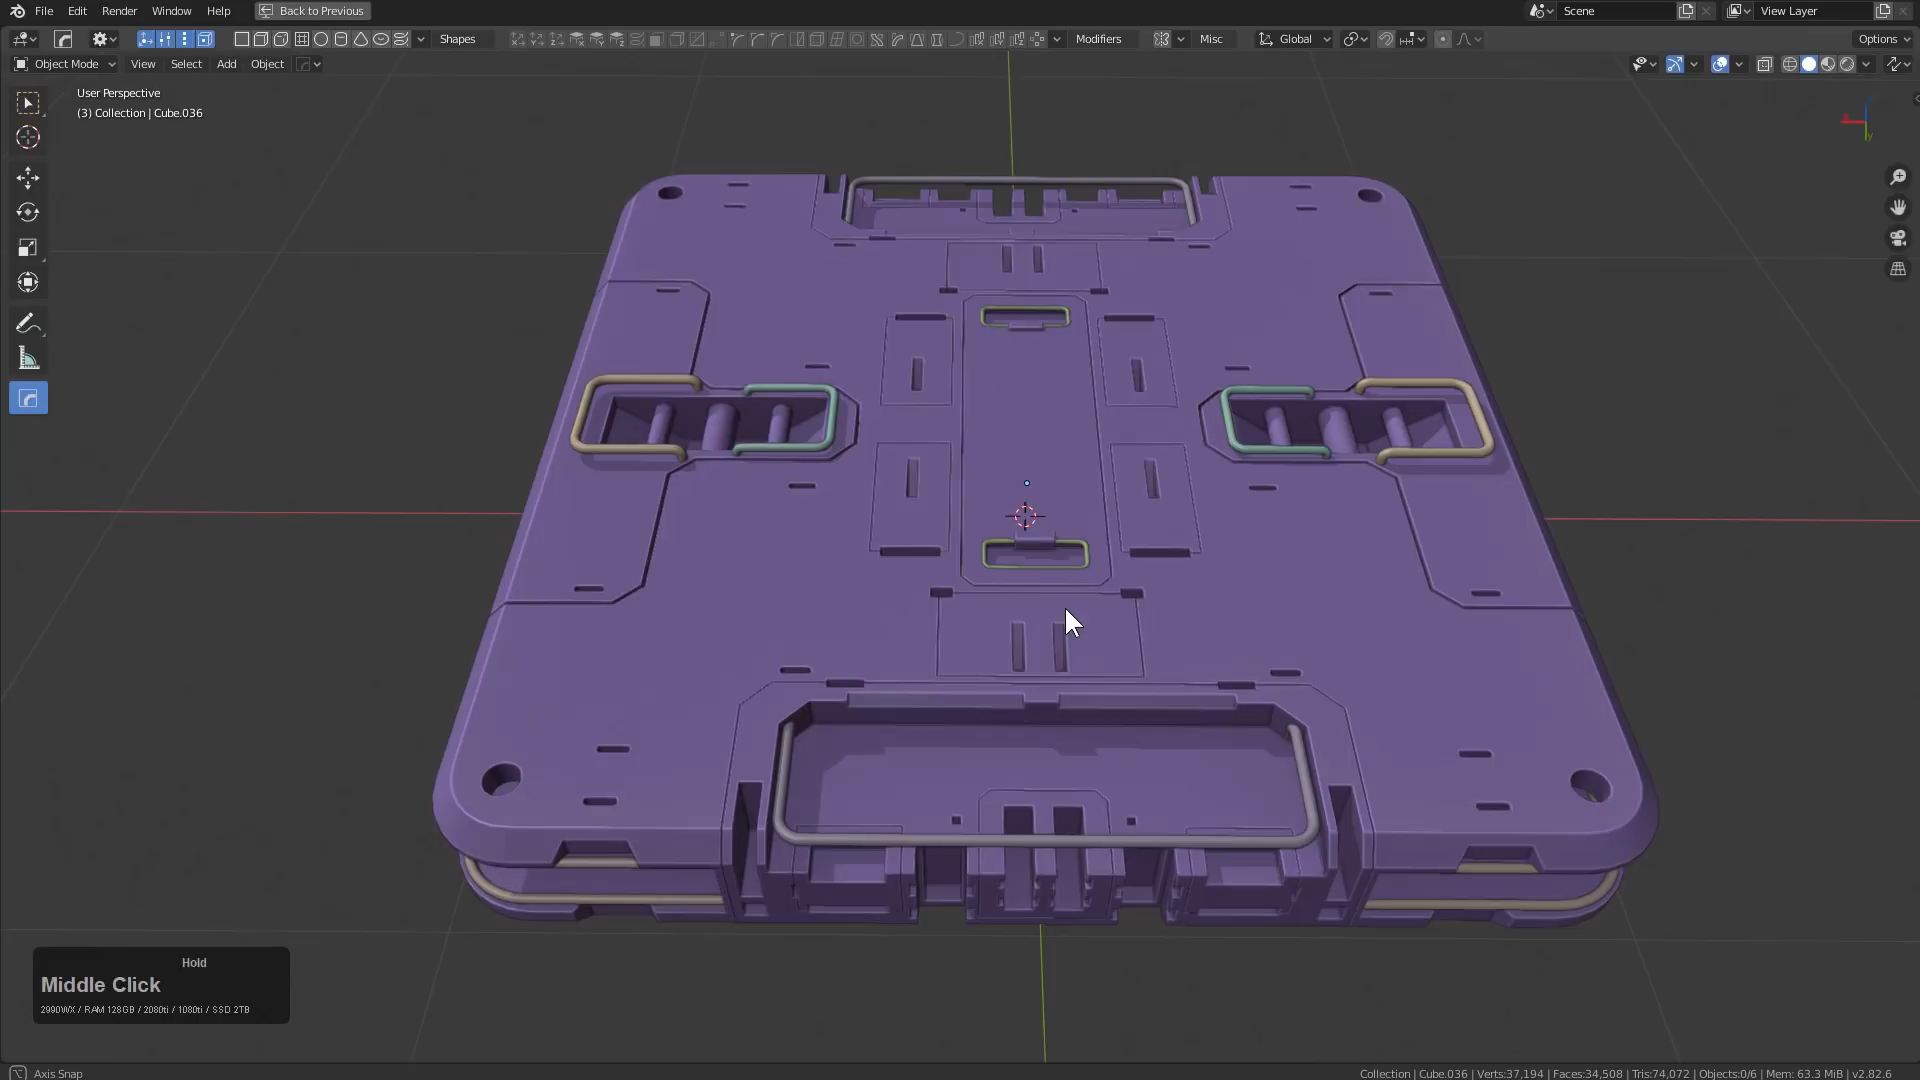 File Edit Render Window Help Back to Previous Scene View Layer
Shapes Modifiers Misc Global Options
Object Mode View Select Add Object
User Perspective
(3) Collection | Cube.036
Hold
Middle Click
2990WX / RAM 128GB / 2080ti / 1080ti / SSD 2TB
Axis Snap Collection | Cube.036 | Verts:37,194 | Faces:34,508 | Tris:74,072 | Objects:0/6 | Mem: 63.3 MiB | v2.82.6